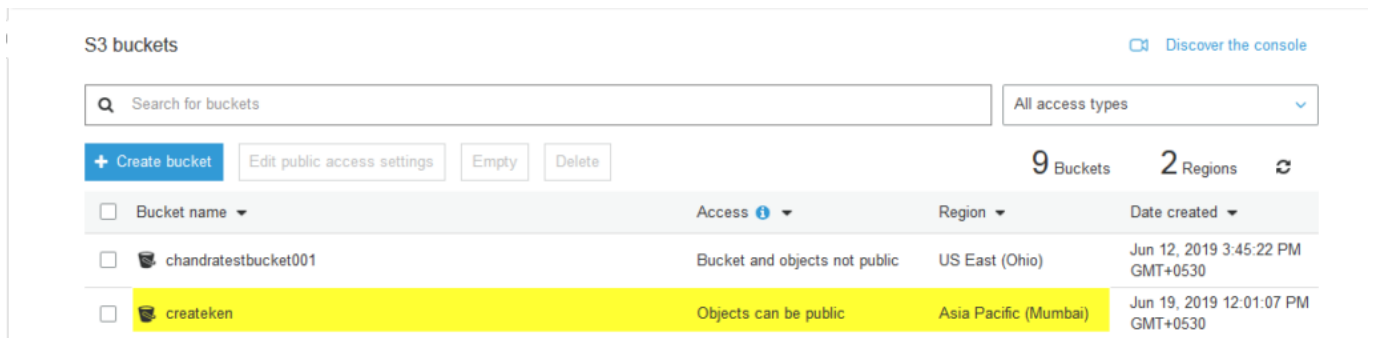 S3 buckets
Discover the console
Search for buckets
All access types
Create bucket
Edit public access settings
Empty
Delete
9 Buckets
2 Regions
Bucket name
Access
Region
Date created
chandratestbucket001
Bucket and objects not public
US East (Ohio)
Jun 12, 2019 3:45:22 PM
GMT+0530
createken
Objects can be public
Asia Pacific (Mumbai)
Jun 19, 2019 12:01:07 PM
GMT+0530